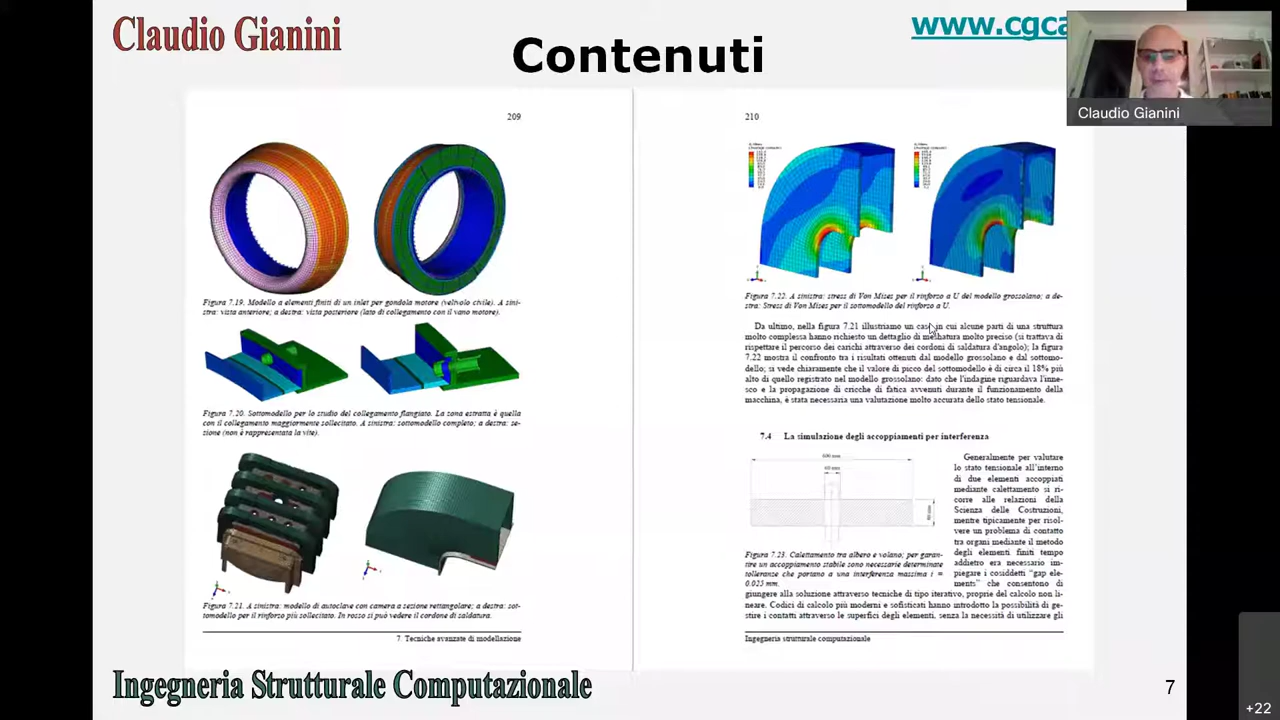 Claudio Gianini
www.cgca
Contenuti
Claudio Gianini
209
Figura 7.19. Modello a elementi finiti di un inlet per gondola motore (velivolo civile). A sini-
stra: vista anteriore; a destra: vista posteriore (lato di collegamento con il vano motore).
Figura 7.20. Sottomodello per lo studio del collegamento flangiato. La zona estratta è quella
con il collegamento maggiormente sollecitato. A sinistra: sottomodello completo; a destra: se-
zione (non è rappresentata la vite).
Figura 7.21. A sinistra: modello di autoclave con camera a sezione rettangolare; a destra: sot-
tomodello per il rinforzo più sollecitato. In rosso si può vedere il cordone di saldatura.
7. Tecniche avanzate di modellazione
210
Figura 7.22. A sinistra: stress di Von Mises per il rinforzo a U del modello grossolano; a de-
stra: Stress di Von Mises per il sottomodello del rinforzo a U.
Da ultimo, nella figura 7.21 illustriamo un caso in cui alcune parti di una struttura
molto complessa hanno richiesto un dettaglio di meshatura molto preciso (si trattava di
rispettare il percorso dei carichi attraverso dei cordoni di saldatura d'angolo); la figura
7.22 mostra il confronto tra i risultati ottenuti dal modello grossolano e dal sottomo-
dello; si vede chiaramente che il valore di picco del sottomodello è di circa il 18% più
alto di quello registrato nel modello grossolano: dato che l'indagine riguardava l'inne-
sco e la propagazione di cricche di fatica avvenuti durante il funzionamento della
macchina, è stata necessaria una valutazione molto accurata dello stato tensionale.
7.4 La simulazione degli accoppiamenti per interferenza
600 mm
Figura 7.23. Calettamento tra albero e volano; per garan-
tire un accoppiamento stabile sono necessarie determinate
tolleranze che portano a una interferenza massima i =
0.025 mm.
Generalmente per valutare
lo stato tensionale all'interno
di due elementi accoppiati
mediante calettamento si ri-
corre alle relazioni della
Scienza delle Costruzioni,
mentre tipicamente per risol-
vere un problema di contatto
tra organi mediante il metodo
degli elementi finiti tempo
addietro era necessario im-
piegare i cosiddetti "gap ele-
ments" che consentono di
giungere alla soluzione attraverso tecniche di tipo iterativo, proprie del calcolo non li-
neare. Codici di calcolo più moderni e sofisticati hanno introdotto la possibilità di ge-
stire i contatti attraverso le superfici degli elementi, senza la necessità di utilizzare gli
Ingegneria strutturale computazionale
Ingegneria Strutturale Computazionale
7
+22